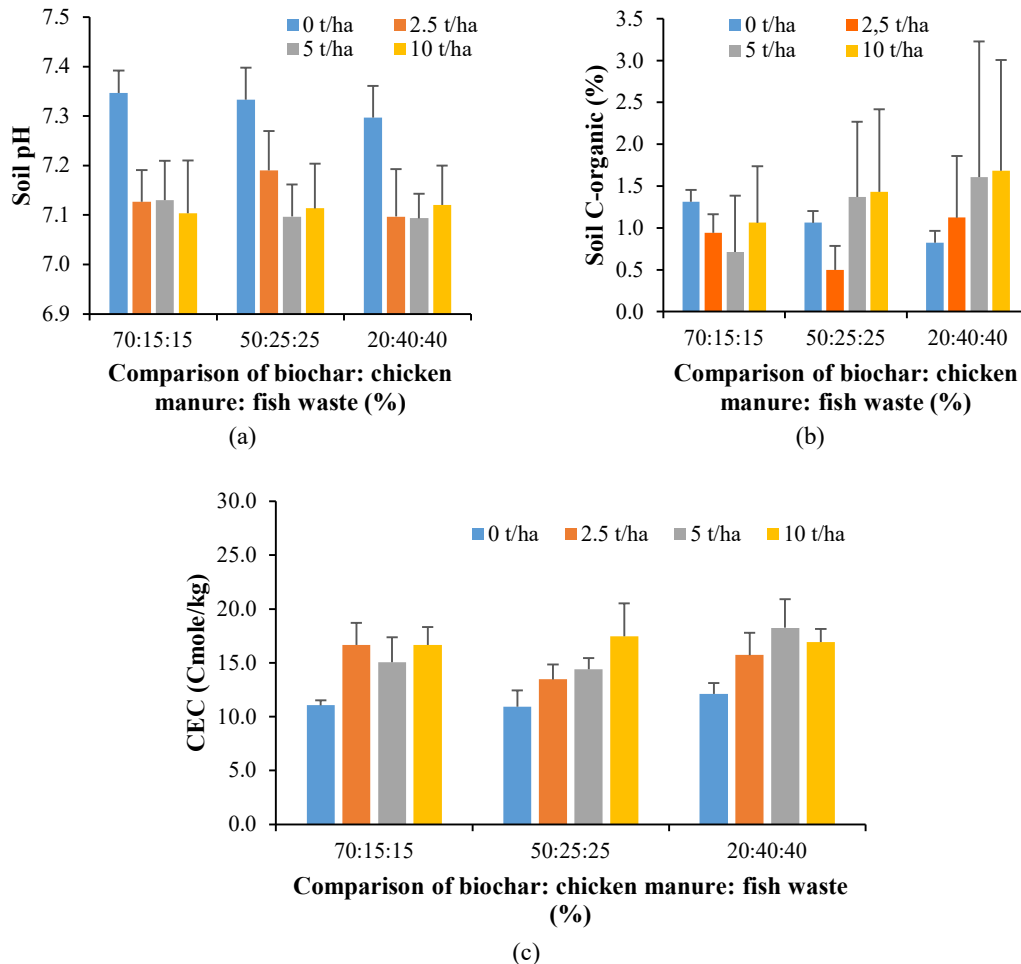 7.5
7.4
7.3
7.2
7.1
7.0
6.9
Soil pH
0 t/ha 2.5 t/ha
5 t/ha 10 t/ha
70:15:15 50:25:25 20:40:40
Comparison of biochar: chicken
manure: fish waste (%)
(a)
3.5
3.0
2.5
2.0
1.5
1.0
0.5
0.0
Soil C-organic (%)
0 t/ha 2,5 t/ha
5 t/ha 10 t/ha
70:15:15 50:25:25 20:40:40
Comparison of biochar: chicken
manure: fish waste (%)
(b)
30.0
25.0
20.0
15.0
10.0
5.0
0.0
CEC (Cmole/kg)
0 t/ha 2.5 t/ha 5 t/ha 10 t/ha
70:15:15 50:25:25 20:40:40
Comparison of biochar: chicken manure: fish waste
(%)
(c)